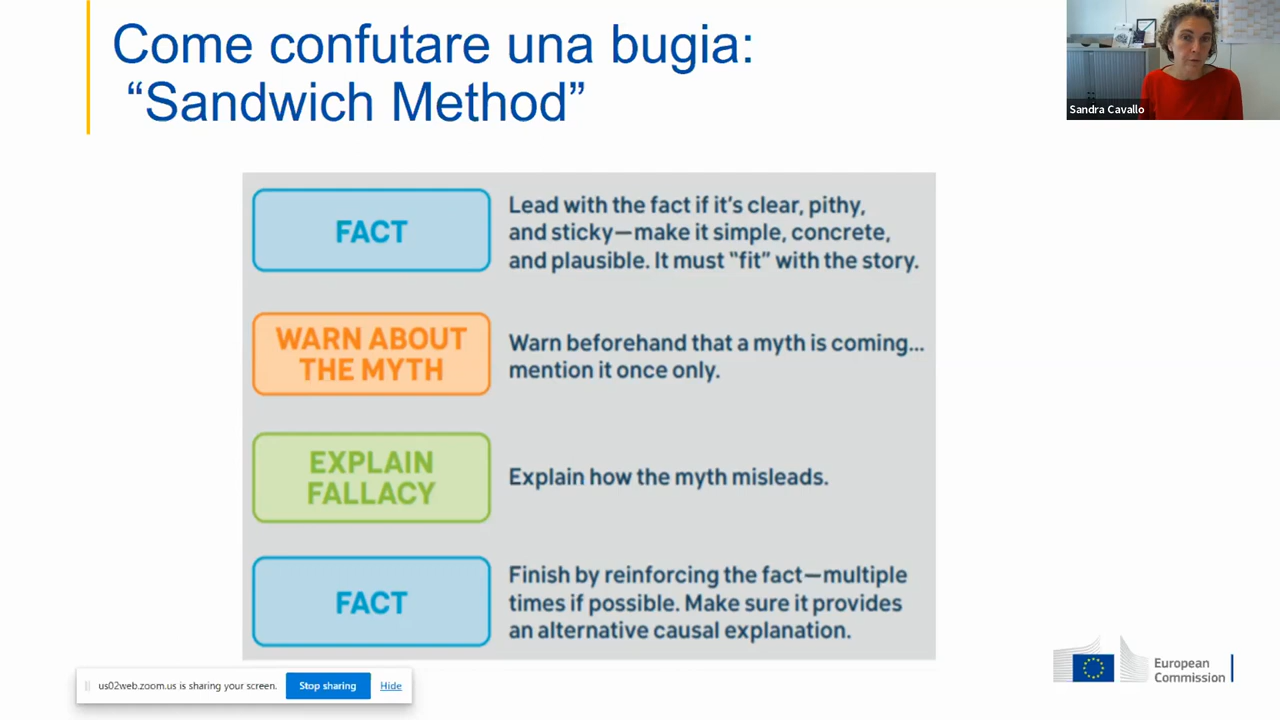 Come confutare una bugia:
“Sandwich Method”
Sandra Cavallo
FACT
Lead with the fact if it’s clear, pithy,
and sticky—make it simple, concrete,
and plausible. It must “fit” with the story.
WARN ABOUT
THE MYTH
Warn beforehand that a myth is coming...
mention it once only.
EXPLAIN
FALLACY
Explain how the myth misleads.
FACT
Finish by reinforcing the fact—multiple
times if possible. Make sure it provides
an alternative causal explanation.
us02web.zoom.us is sharing your screen.
Stop sharing
Hide
European
Commission